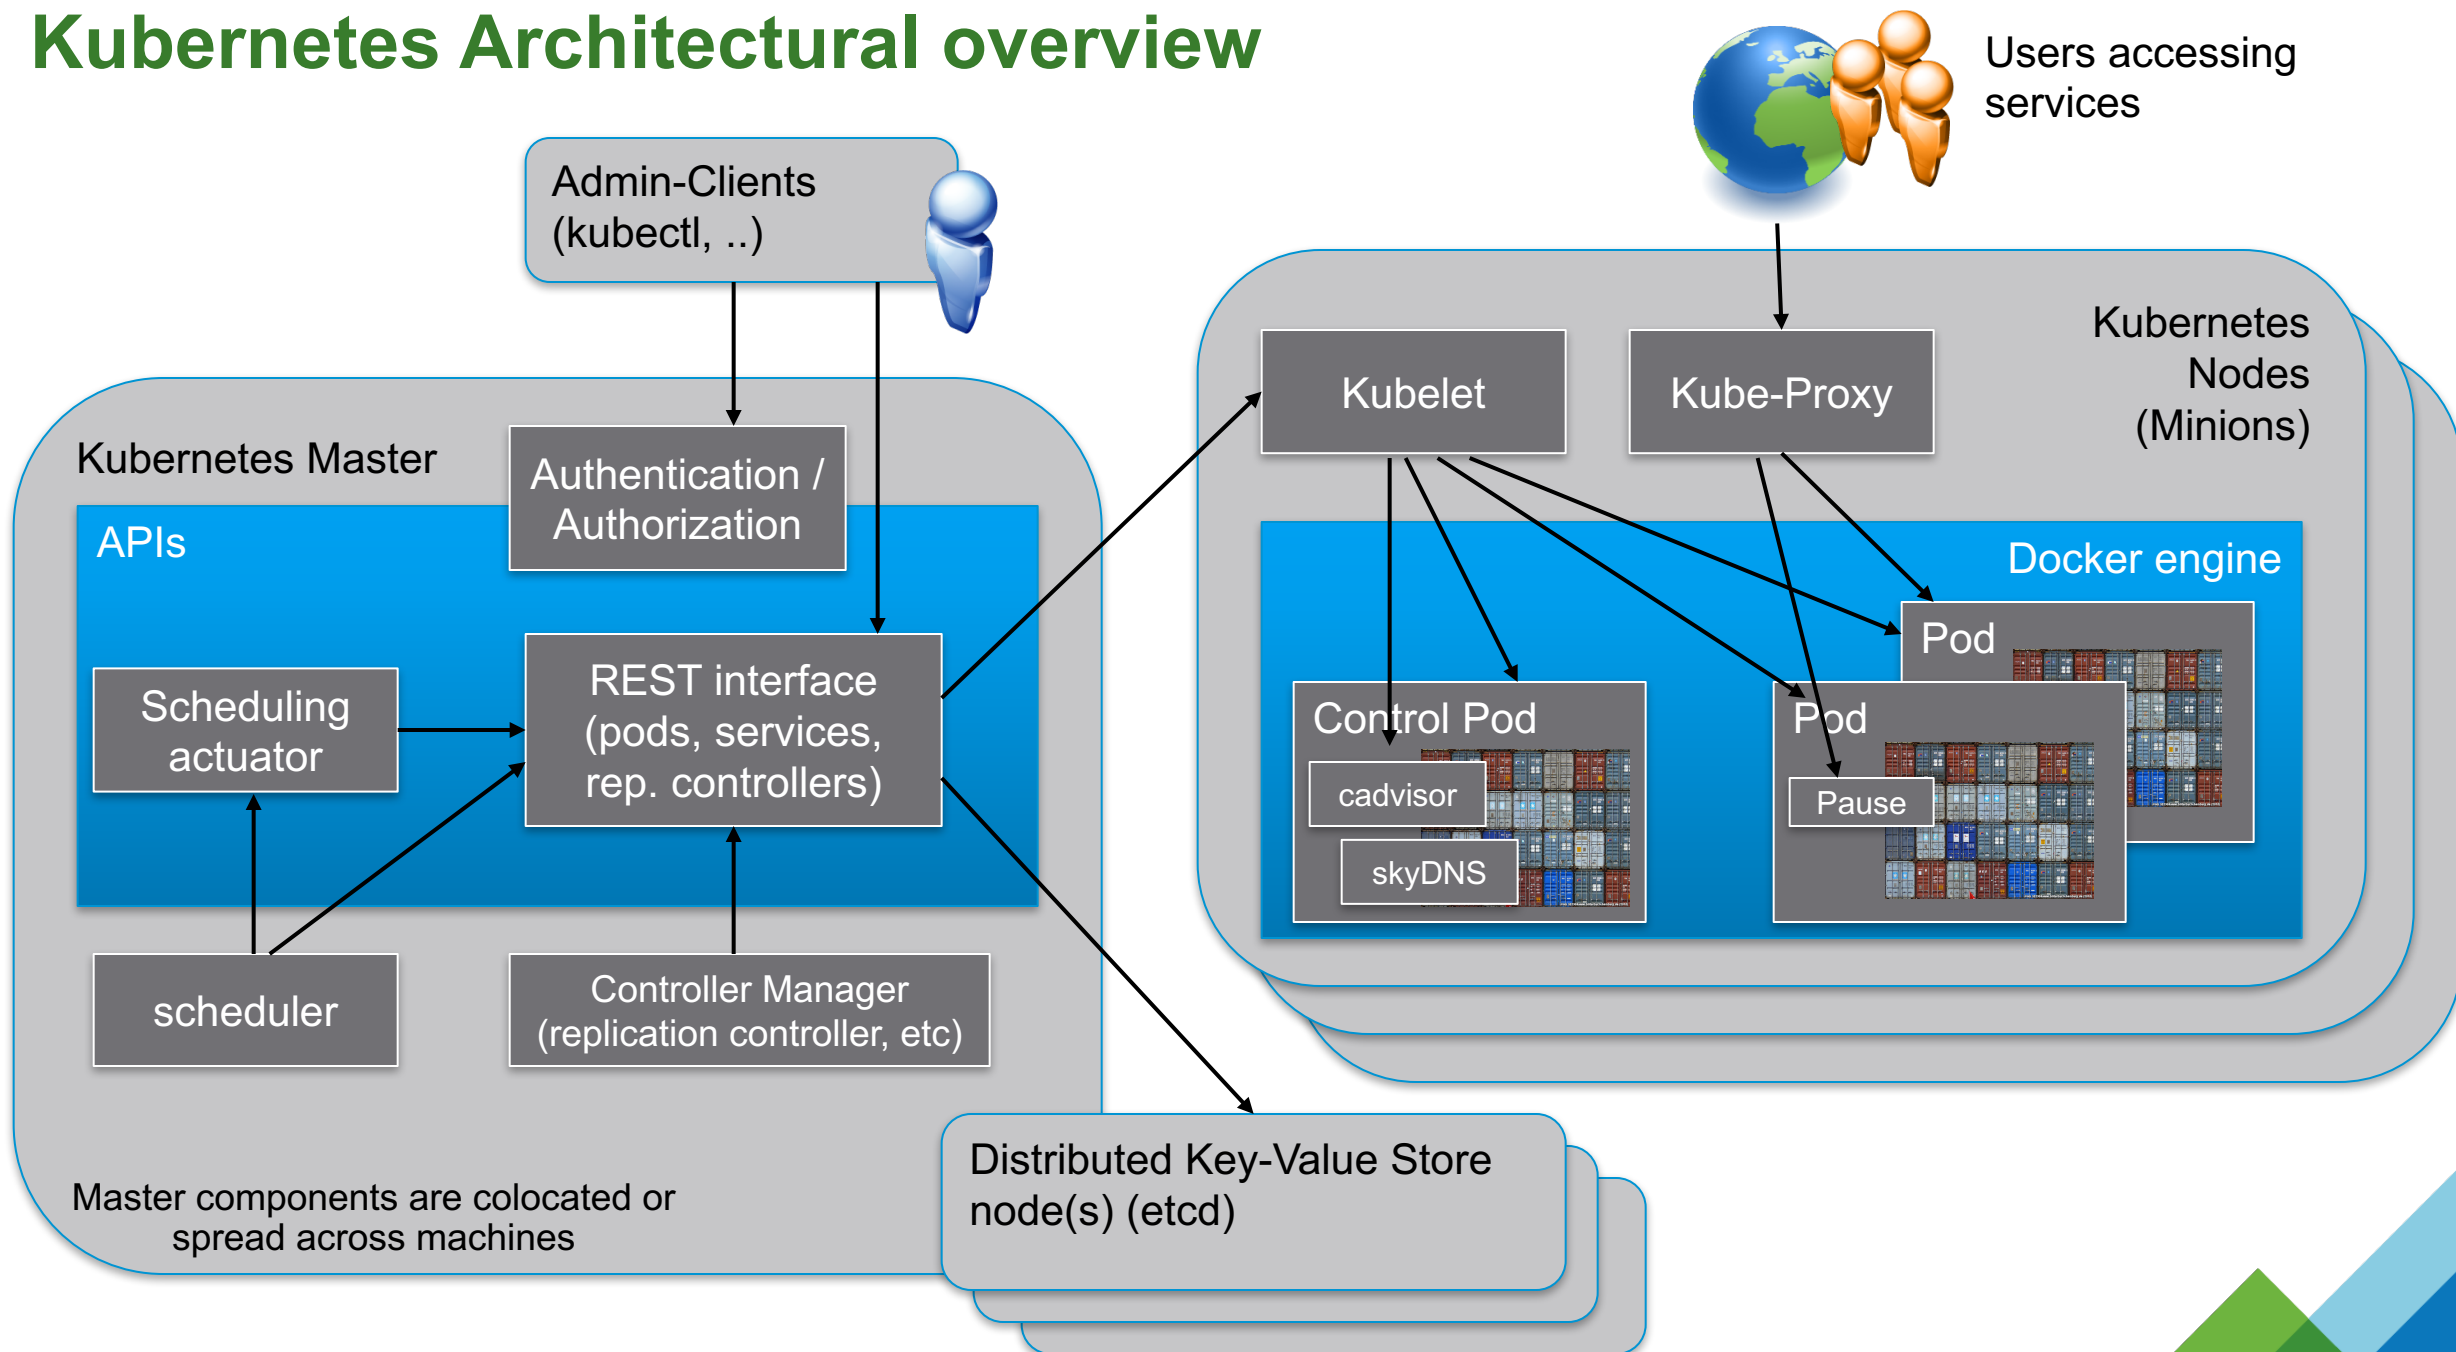 Kubernetes Architectural overview
Users accessing
services
Admin-Clients
(kubectl, ..)
Kubernetes Master
Authentication /
Authorization
APIs
Scheduling
actuator
REST interface
(pods, services,
rep. controllers)
scheduler
Controller Manager
(replication controller, etc)
Master components are colocated or
spread across machines
Distributed Key-Value Store
node(s) (etcd)
Kubernetes
Nodes
(Minions)
Kubelet
Kube-Proxy
Docker engine
Control Pod
cadvisor
skyDNS
Pod
Pod
Pause